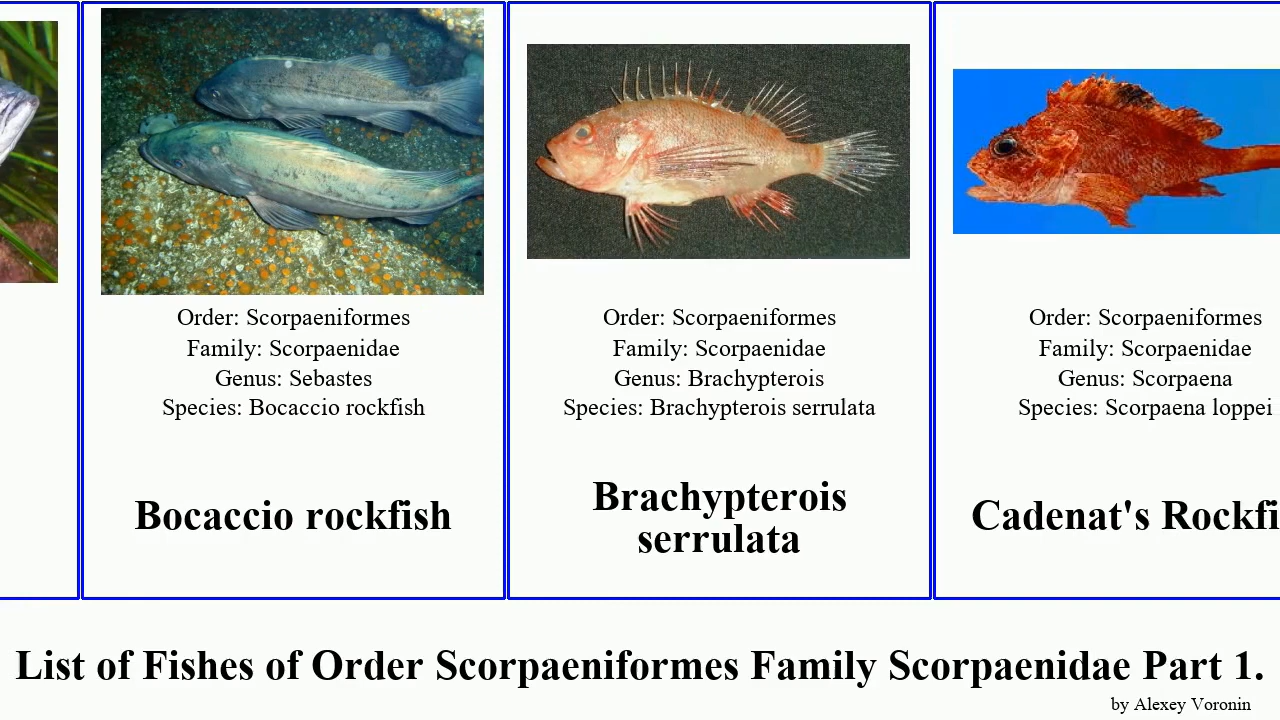 Order: Scorpaeniformes
Family: Scorpaenidae
Genus: Sebastes
Species: Bocaccio rockfish
Bocaccio rockfish
Order: Scorpaeniformes
Family: Scorpaenidae
Genus: Brachypterois
Species: Brachypterois serrulata
Brachypterois
serrulata
Order: Scorpaeniformes
Family: Scorpaenidae
Genus: Scorpaena
Species: Scorpaena loppei
Cadenat's Rockfi
List of Fishes of Order Scorpaeniformes Family Scorpaenidae Part 1.
by Alexey Voronin